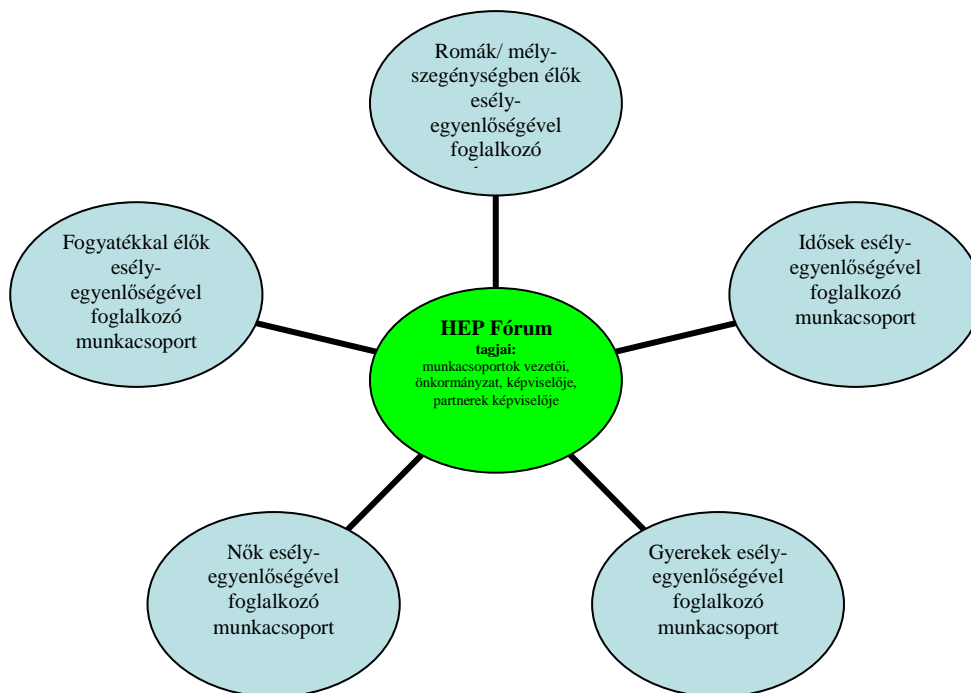 Romák/ mély-
szegénységben élők
esély-
egyenlőségével
foglalkozó
Fogyatékkal élők
esély-
egyenlőségével
foglalkozó
munkacsoport
Idősek esély-
egyenlőségével
foglalkozó
munkacsoport
HEP Fórum
tagjai:
munkacsoportok vezetői,
önkormányzat, képviselője,
partnerek képviselője
Nők esély-
egyenlőségével
foglalkozó
munkacsoport
Gyerekek esély-
egyenlőségével
foglalkozó
munkacsoport